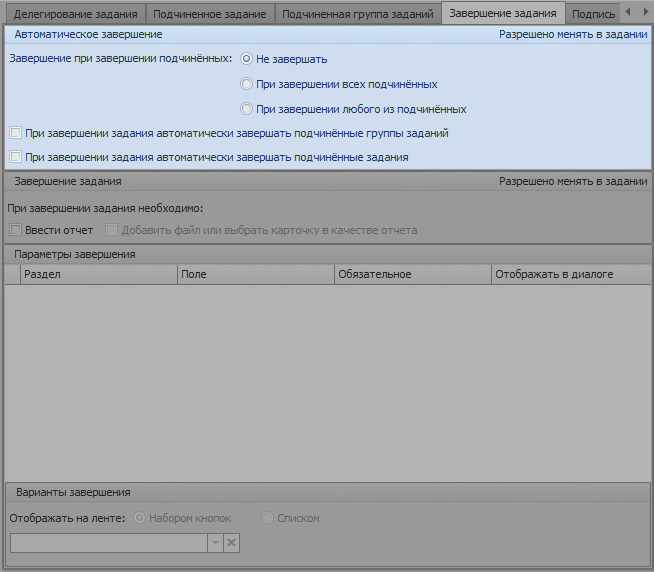 Делегирование задания Подчиненное задание Подчиненная группа заданий Завершение задания Подпись
Автоматическое завершение Разрешено менять в задании
Завершение при завершении подчинённых: Не завершать
При завершении всех подчинённых
При завершении любого из подчинённых
При завершении задания автоматически завершать подчинённые группы заданий
При завершении задания автоматически завершать подчинённые задания
Завершение задания Разрешено менять в задании
При завершении задания необходимо:
Ввести отчет Добавить файл или выбрать карточку в качестве отчета
Параметры завершения
Раздел Поле Обязательное Отображать в диалоге
Варианты завершения
Отображать на ленте: Набором кнопок Списком